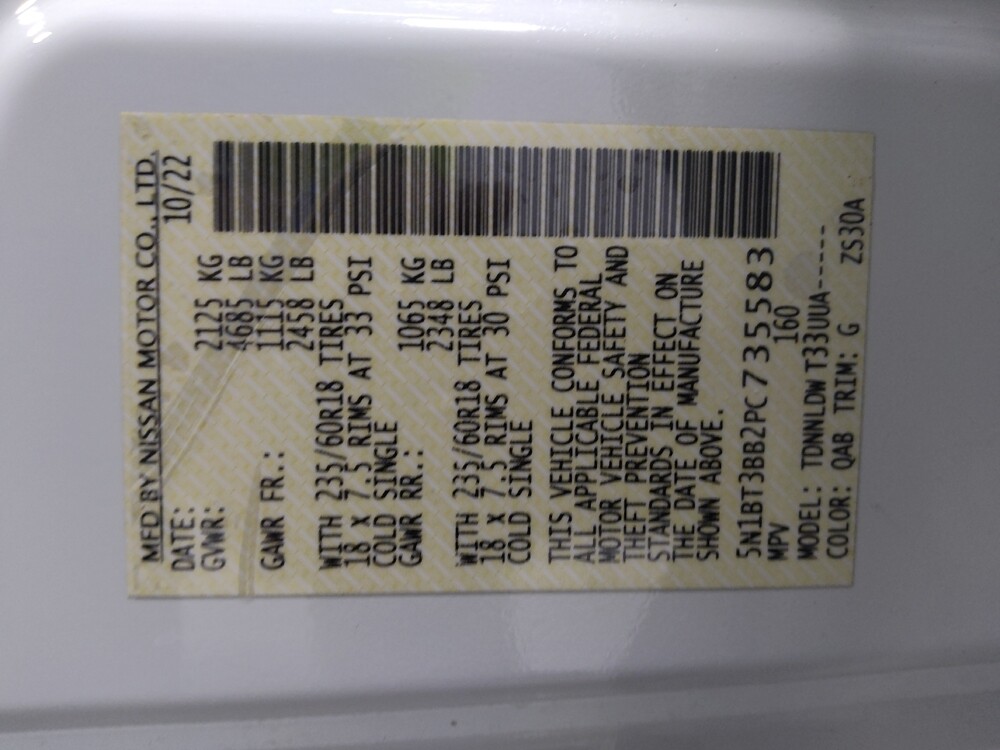 MFD BY NISSAN MOTOR CO., LTD.
DATE: 10/22
GVWR: 2125 KG
4685 LB
GAWR FR.: 1115 KG
2458 LB
WITH 235/60R18 TIRES
18 X 7.5 RIMS AT 33 PSI
COLD SINGLE
GAWR RR.: 1065 KG
2348 LB
WITH 235/60R18 TIRES
18 X 7.5 RIMS AT 30 PSI
COLD SINGLE
THIS VEHICLE CONFORMS TO
ALL APPLICABLE FEDERAL
MOTOR VEHICLE SAFETY AND
THEFT PREVENTION
STANDARDS IN EFFECT ON
THE DATE OF MANUFACTURE
SHOWN ABOVE.
5N1BT3BB2PC735583
MPV 160
MODEL: TDNNLDW T33UUA-----
COLOR: QAB TRIM: G ZS30A